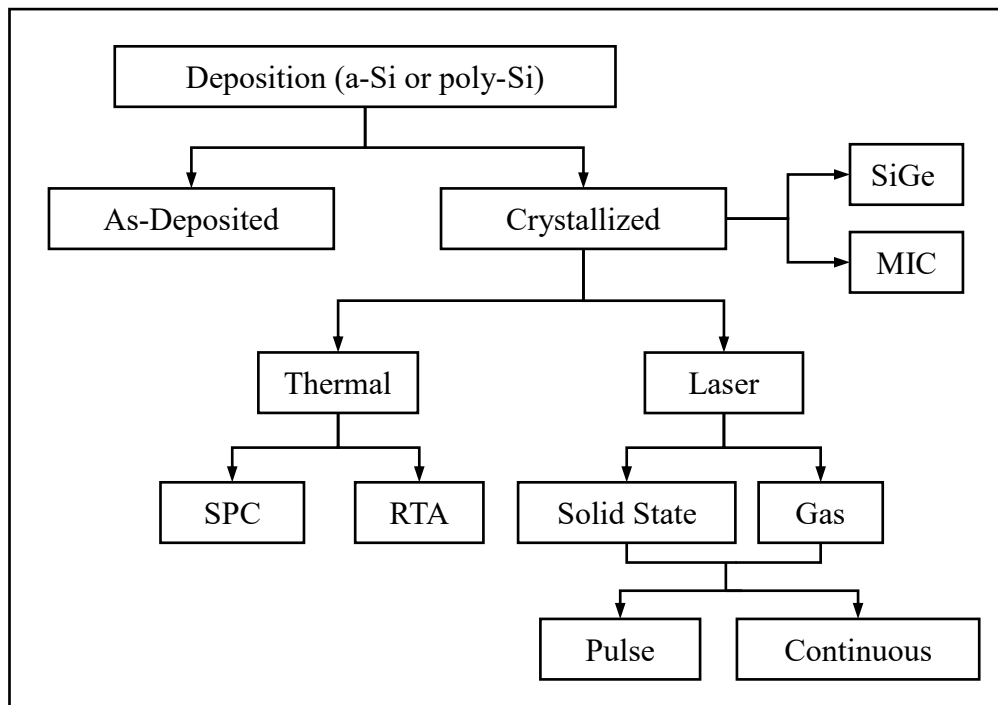 Deposition (a-Si or poly-Si)
As-Deposited
Crystallized
SiGe
MIC
Thermal
Laser
SPC
RTA
Solid State
Gas
Pulse
Continuous